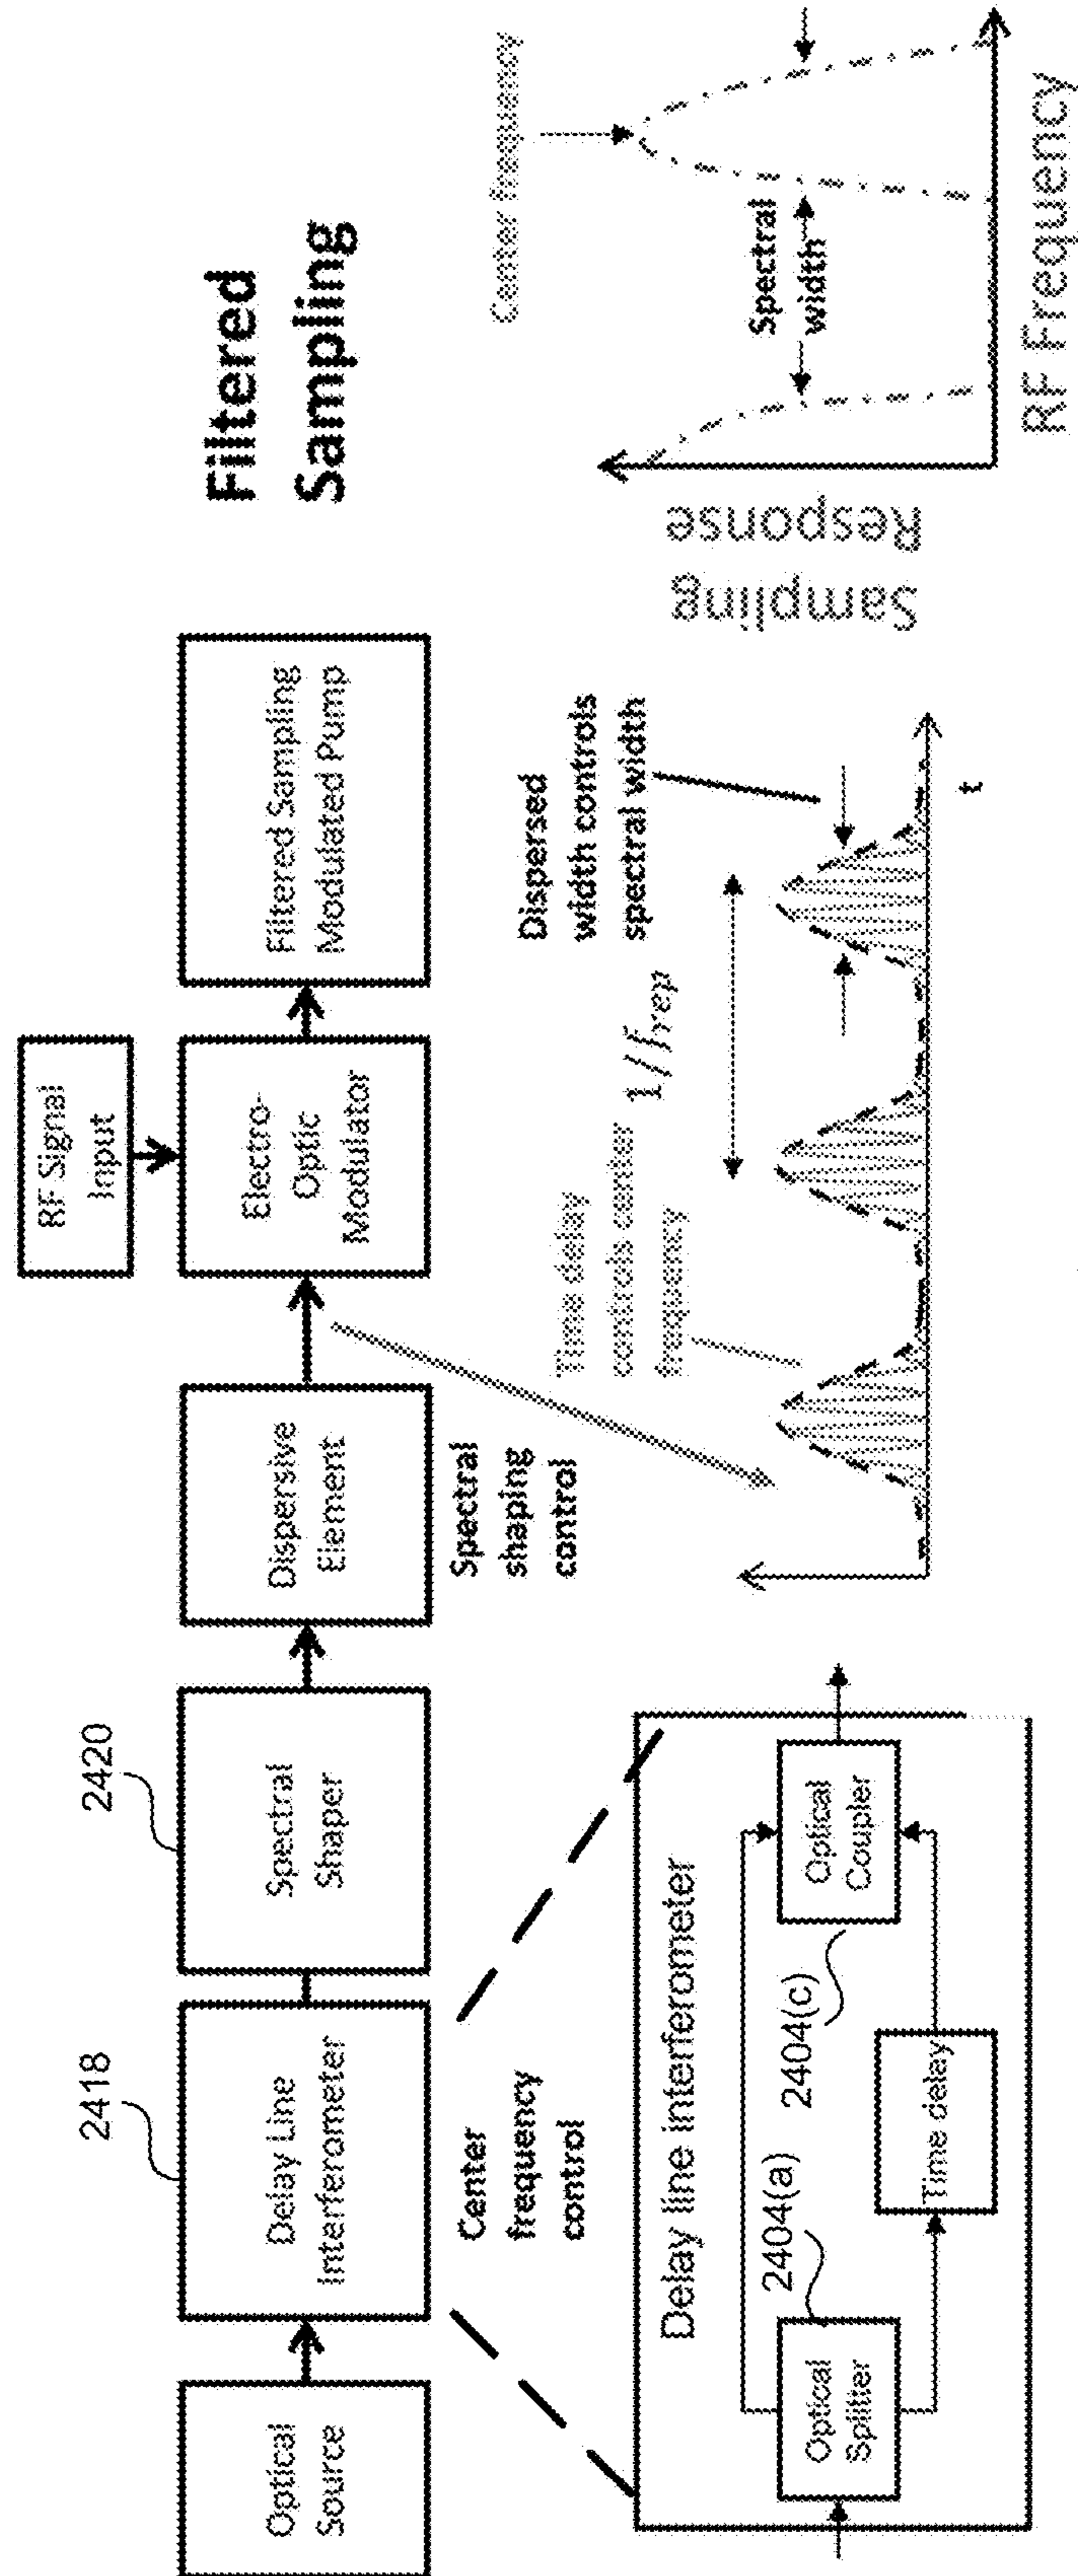 Filtered
Sampling
RF Signal
Input
Optical
Source
2418
Delay Line
Interferometer
2420
Spectral
Shaper
Dispersive
Element
Electro-
Optic
Modulator
Filtered Sampling
Modulated Pump
Center
frequency
control
Spectral
shaping
control
Delay line interferometer
2404(a)
2404(c)
Optical
Splitter
Time delay
Optical
Coupler
Time delay
controls center
frequency
1/frep
Dispersed
width controls
spectral width
t
Sampling
Response
Center frequency
Spectral
width
RF Frequency